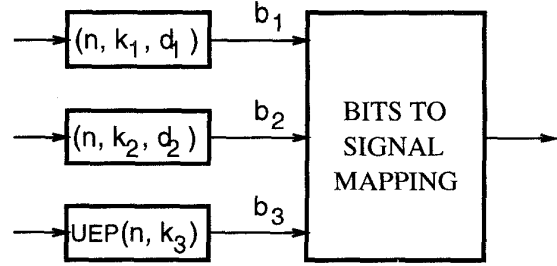 (n, k₁, d₁)
b₁
(n, k₂, d₂)
b₂
UEP(n, k₃)
b₃
BITS TO
SIGNAL
MAPPING